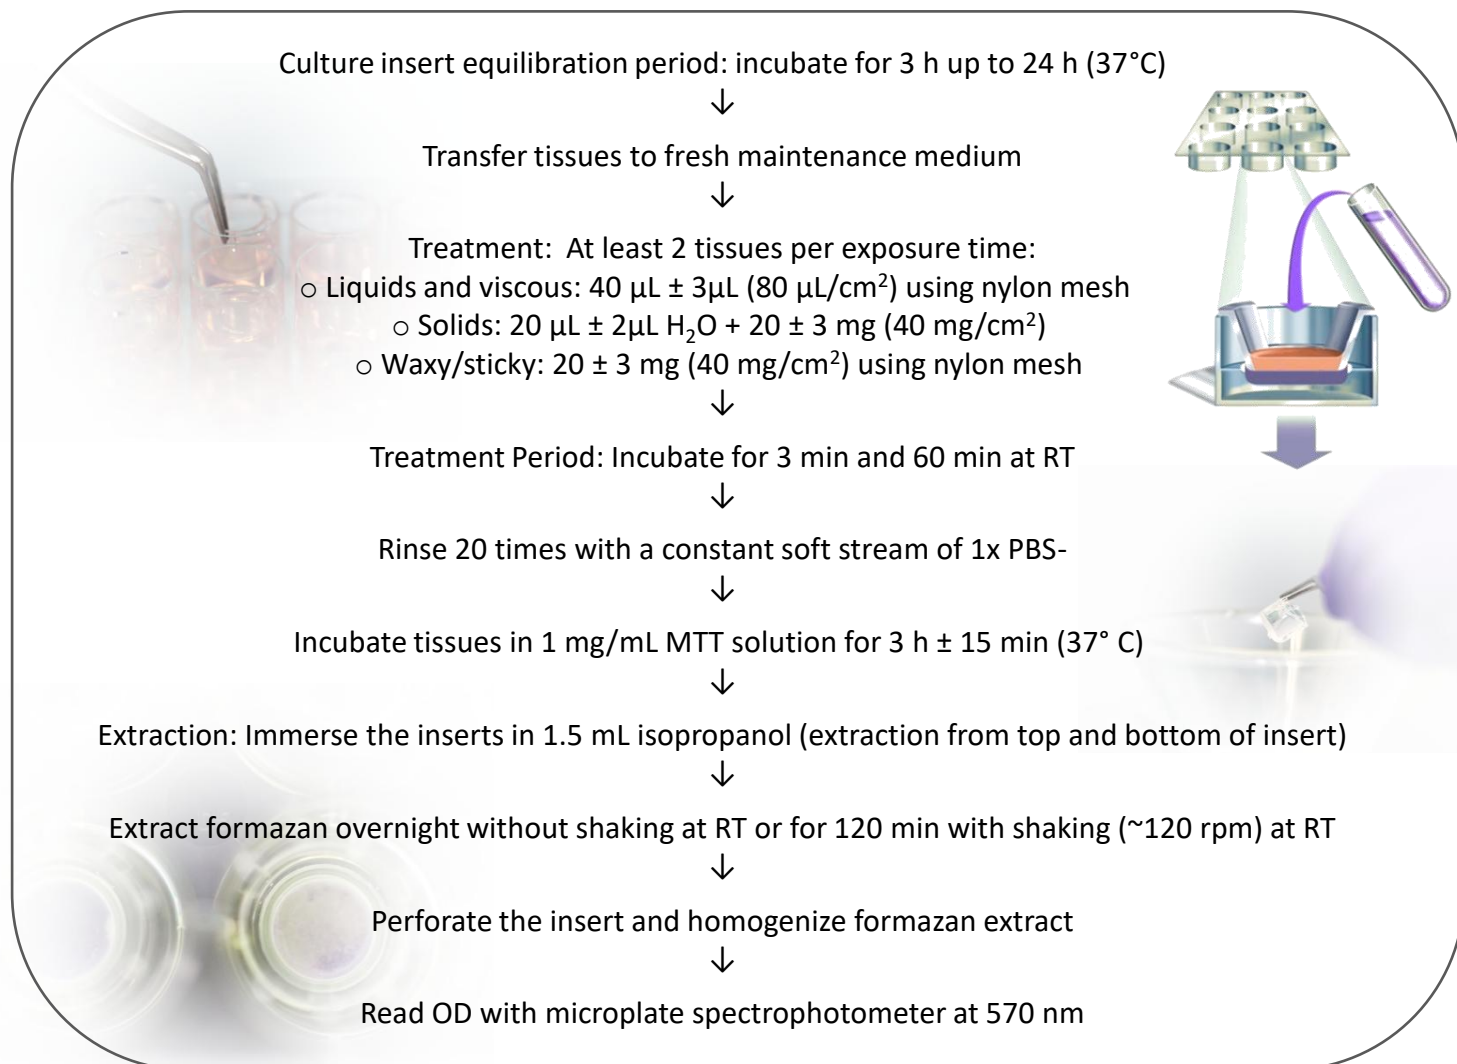 Culture insert equilibration period: incubate for 3 h up to 24 h (37°C)
↓
Transfer tissues to fresh maintenance medium
↓
Treatment:  At least 2 tissues per exposure time:
o Liquids and viscous: 40 µL ± 3µL (80 µL/cm²) using nylon mesh
o Solids: 20 µL ± 2µL H₂O + 20 ± 3 mg (40 mg/cm²)
o Waxy/sticky: 20 ± 3 mg (40 mg/cm²) using nylon mesh
↓
Treatment Period: Incubate for 3 min and 60 min at RT
↓
Rinse 20 times with a constant soft stream of 1x PBS-
↓
Incubate tissues in 1 mg/mL MTT solution for 3 h ± 15 min (37° C)
↓
Extraction: Immerse the inserts in 1.5 mL isopropanol (extraction from top and bottom of insert)
↓
Extract formazan overnight without shaking at RT or for 120 min with shaking (~120 rpm) at RT
↓
Perforate the insert and homogenize formazan extract
↓
Read OD with microplate spectrophotometer at 570 nm